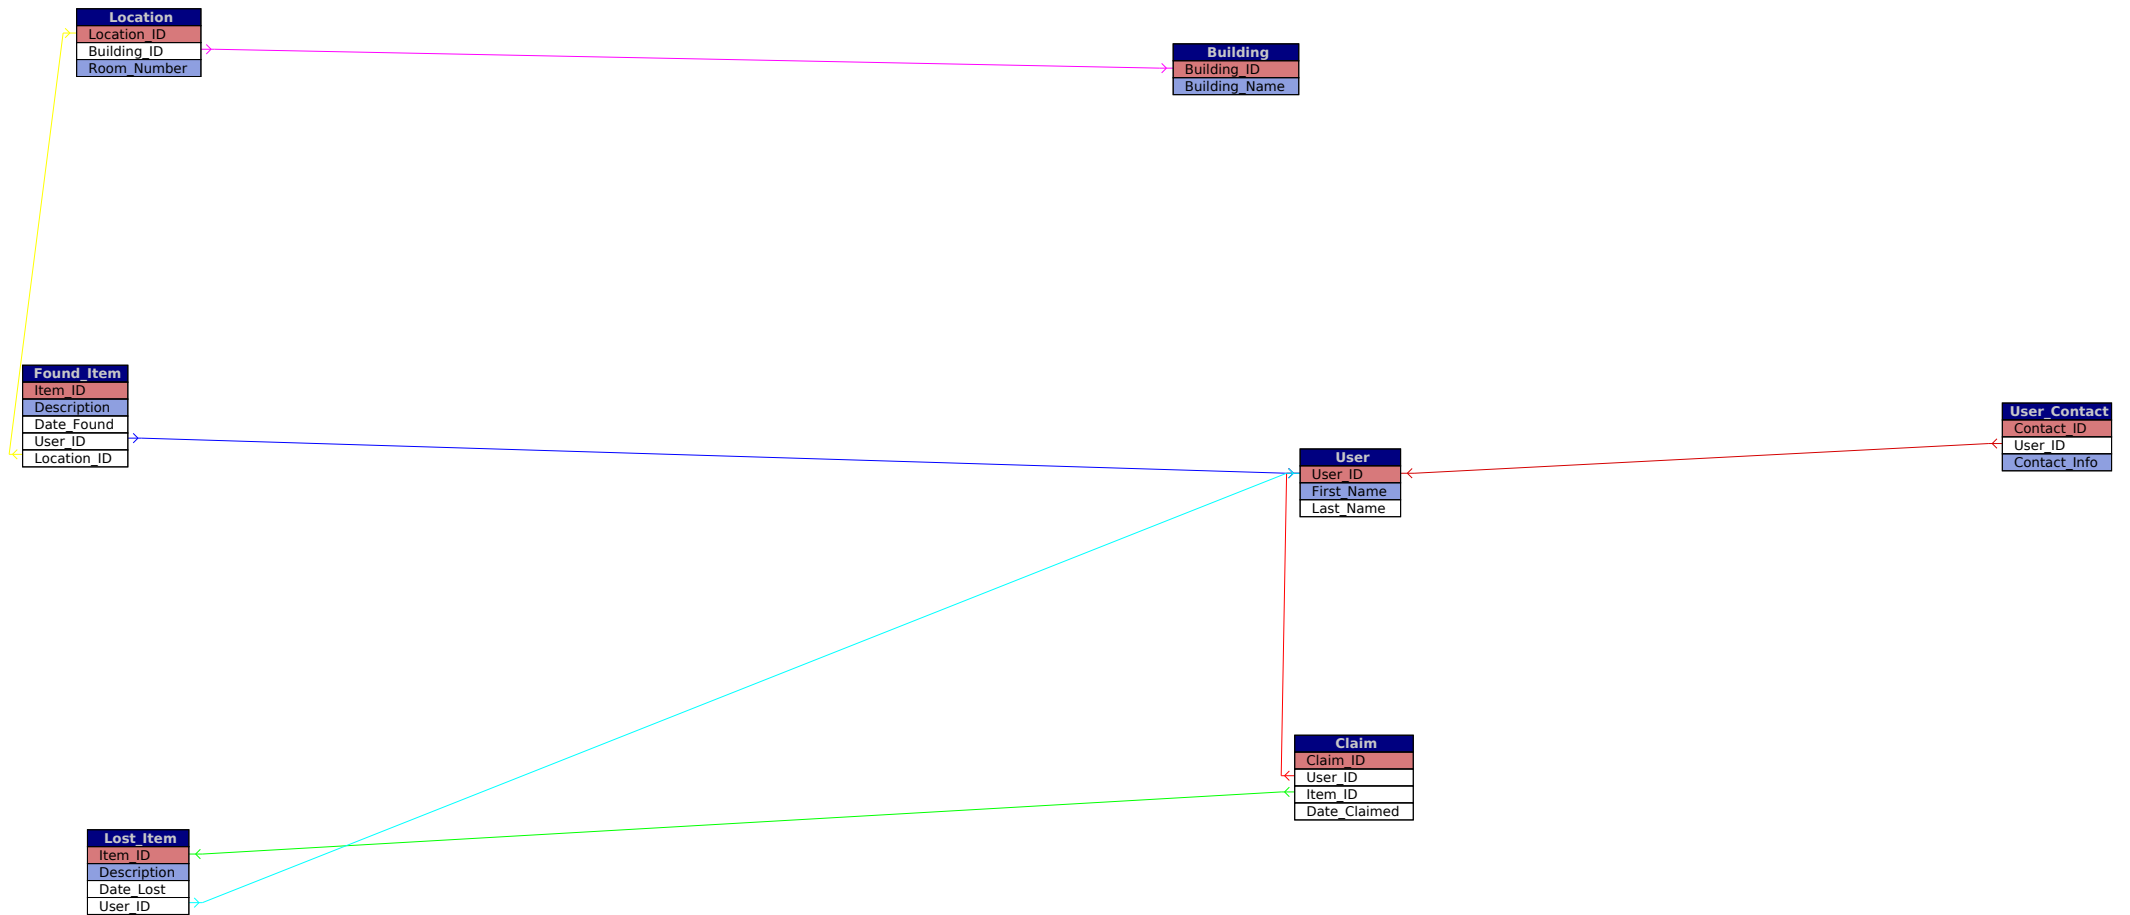 Location
Location_ID
Building_ID
Room_Number
Building
Building_ID
Building_Name
Found_Item
Item_ID
Description
Date_Found
User_ID
Location_ID
User
User_ID
First_Name
Last_Name
User_Contact
Contact_ID
User_ID
Contact_Info
Claim
Claim_ID
User_ID
Item_ID
Date_Claimed
Lost_Item
Item_ID
Description
Date_Lost
User_ID